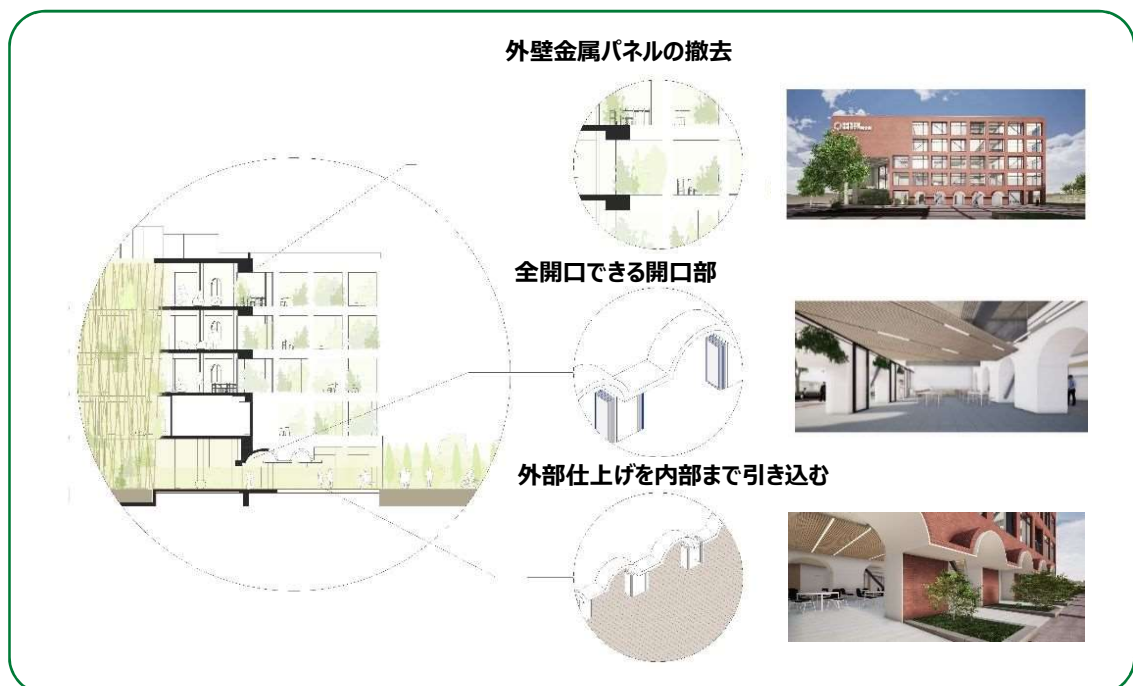 外壁金属パネルの撤去
全開口できる開口部
外部仕上げを内部まで引き込む